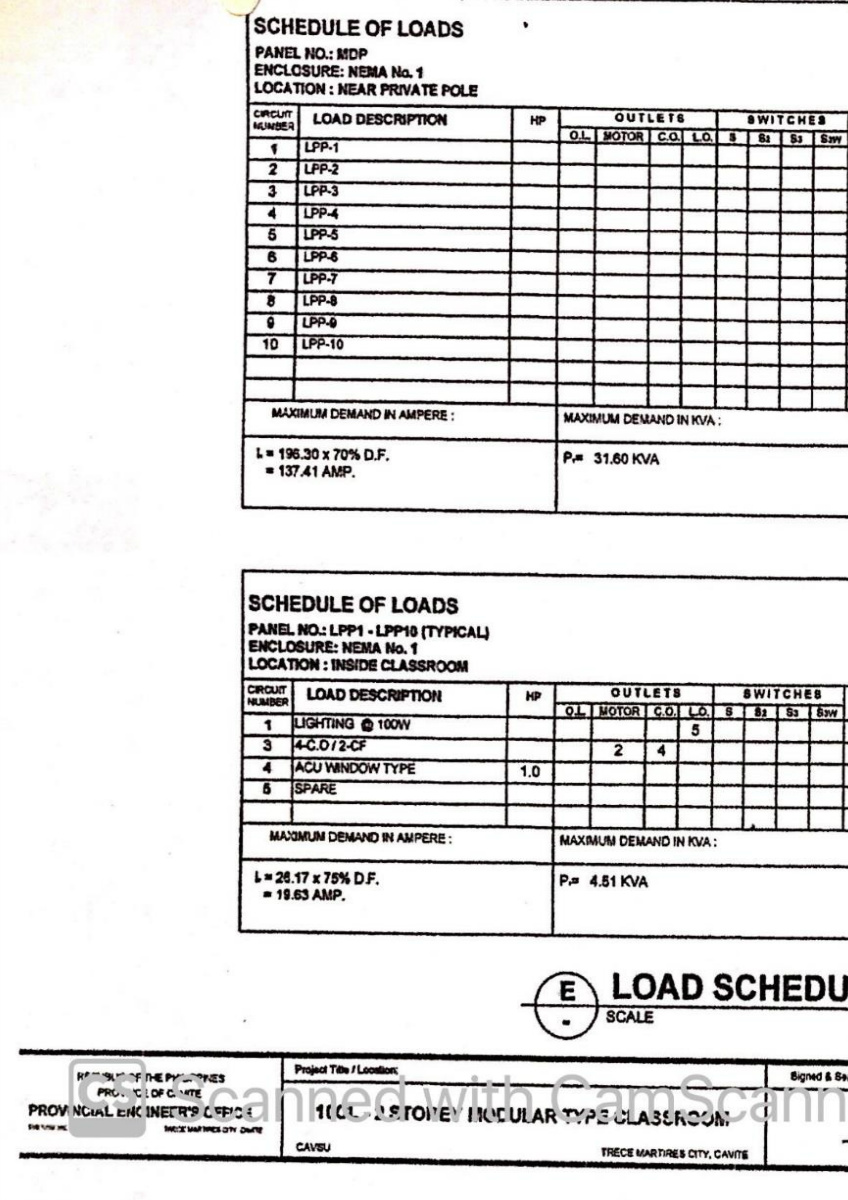 SCHEDULE OF LOADS
PANEL NO.: MDP
ENCLOSURE: NEMA No. 1
LOCATION : NEAR PRIVATE POLE
CIRCUIT NUMBER LOAD DESCRIPTION HP OUTLETS SWITCHES
O.L. MOTOR C.O. L.O. S S2 S3 S3W
1 LPP-1
2 LPP-2
3 LPP-3
4 LPP-4
5 LPP-5
6 LPP-6
7 LPP-7
8 LPP-8
9 LPP-9
10 LPP-10
MAXIMUM DEMAND IN AMPERE : MAXIMUM DEMAND IN KVA :
= 196.30 x 70% D.F. = 31.60 KVA
= 137.41 AMP.
SCHEDULE OF LOADS
PANEL NO.: LPP1 - LPP10 (TYPICAL)
ENCLOSURE: NEMA No. 1
LOCATION : INSIDE CLASSROOM
CIRCUIT NUMBER LOAD DESCRIPTION HP OUTLETS SWITCHES
O.L. MOTOR C.O. L.O. S S2 S3 S3W
1 LIGHTING @ 100W 5
3 4-C.O / 2-CF 2 4
4 ACU WINDOW TYPE 1.0
5 SPARE
MAXIMUM DEMAND IN AMPERE : MAXIMUM DEMAND IN KVA :
= 26.17 x 75% D.F. = 4.51 KVA
= 19.63 AMP.
E
-
LOAD SCHEDU
SCALE
REPUBLIC OF THE PHILIPPINES
PROVINCE OF CAVITE
PROVINCIAL ENGINEER'S OFFICE
TRECE MARTIRES CITY, CAVITE
Project Title / Location:
STOREY MODULAR TYPE CLASSROOM
CAVSU
TRECE MARTIRES CITY, CAVITE
Signed & Se
CS Scanned with CamScann